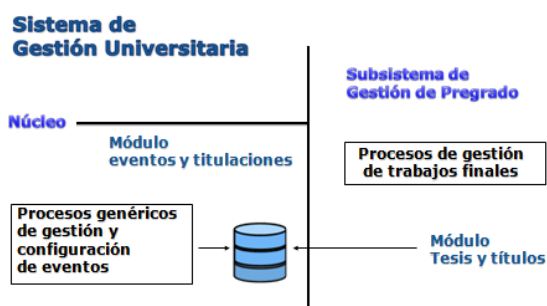 Sistema de
Gestión Universitaria
Subsistema de
Gestión de Pregrado
Núcleo
Módulo
eventos y titulaciones
Procesos de gestión
de trabajos finales
Procesos genéricos
de gestión y
configuración
de eventos
Módulo
Tesis y títulos